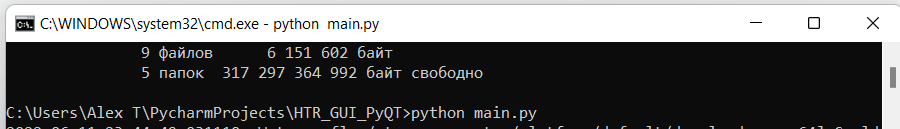 C:\WINDOWS\system32\cmd.exe - python main.py
9 файлов 6 151 602 байт
5 папок 317 297 364 992 байт свободно
C:\Users\Alex T\PycharmProjects\HTR_GUI_PyQT>python main.py